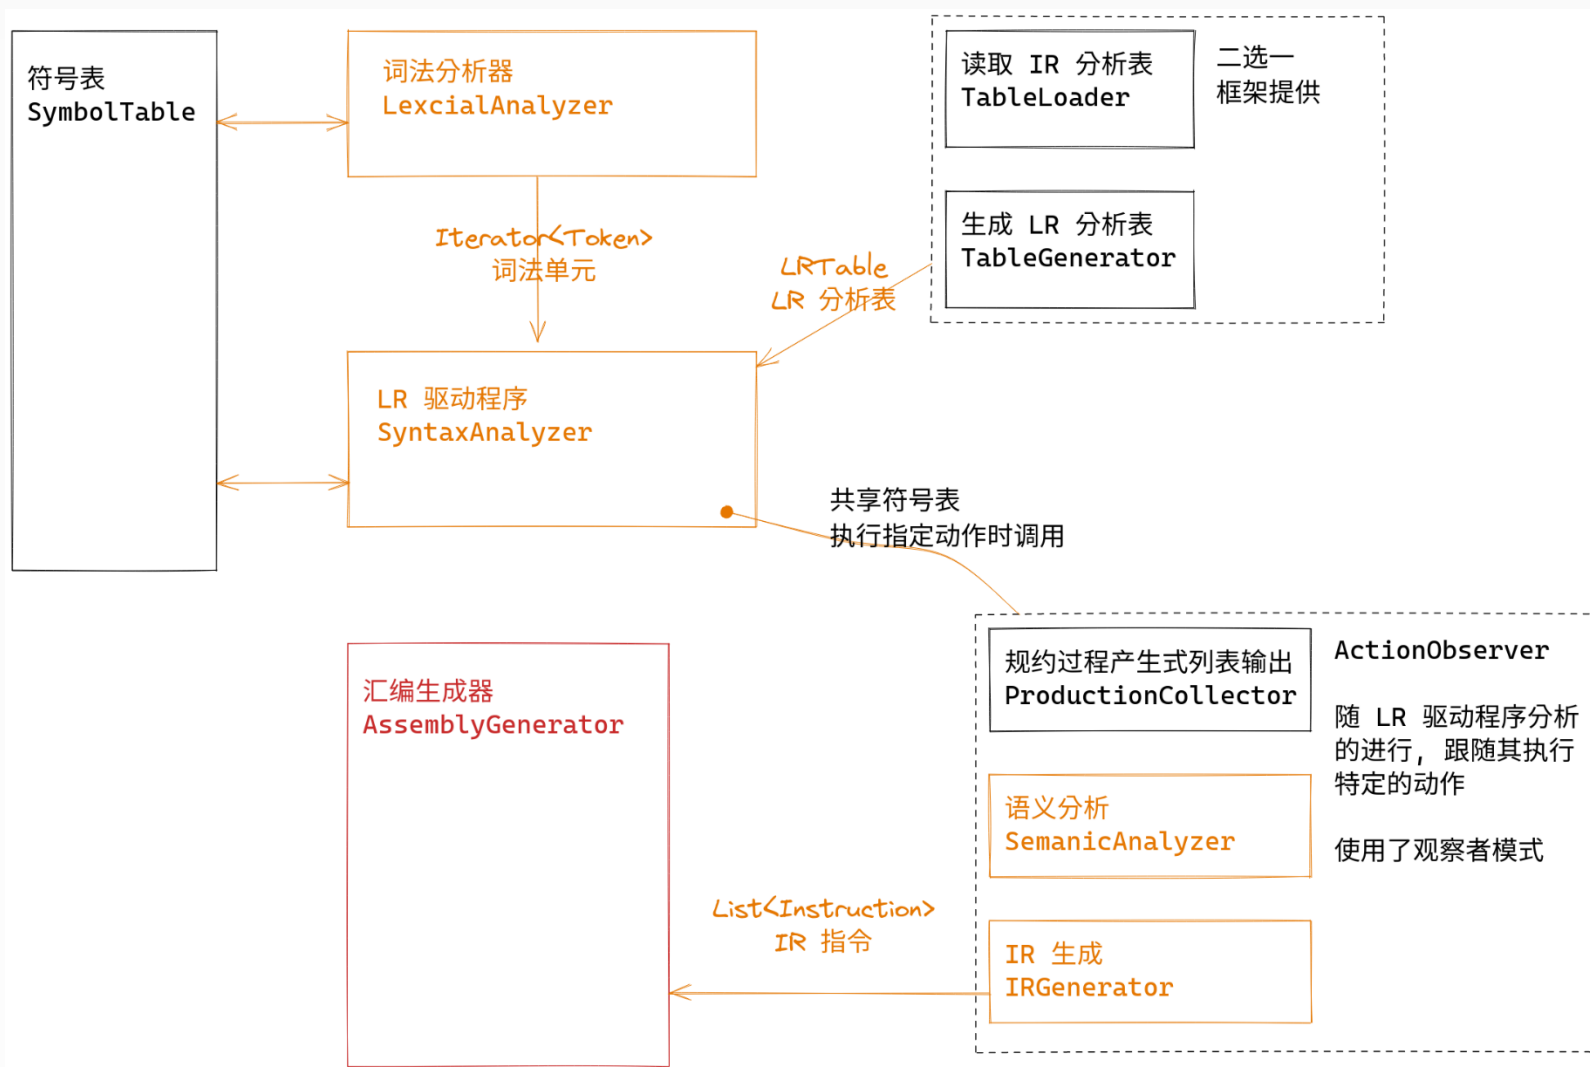 符号表
SymbolTable
词法分析器
LexcialAnalyzer
读取 IR 分析表
TableLoader
二选一
框架提供
生成 LR 分析表
TableGenerator
Iterator<Token>
词法单元
LRTable
LR 分析表
LR 驱动程序
SyntaxAnalyzer
共享符号表
执行指定动作时调用
规约过程产生式列表输出
ProductionCollector
ActionObserver
随 LR 驱动程序分析
的进行, 跟随其执行
特定的动作
使用了观察者模式
汇编生成器
AssemblyGenerator
语义分析
SemanicAnalyzer
List<Instruction>
IR 指令
IR 生成
IRGenerator